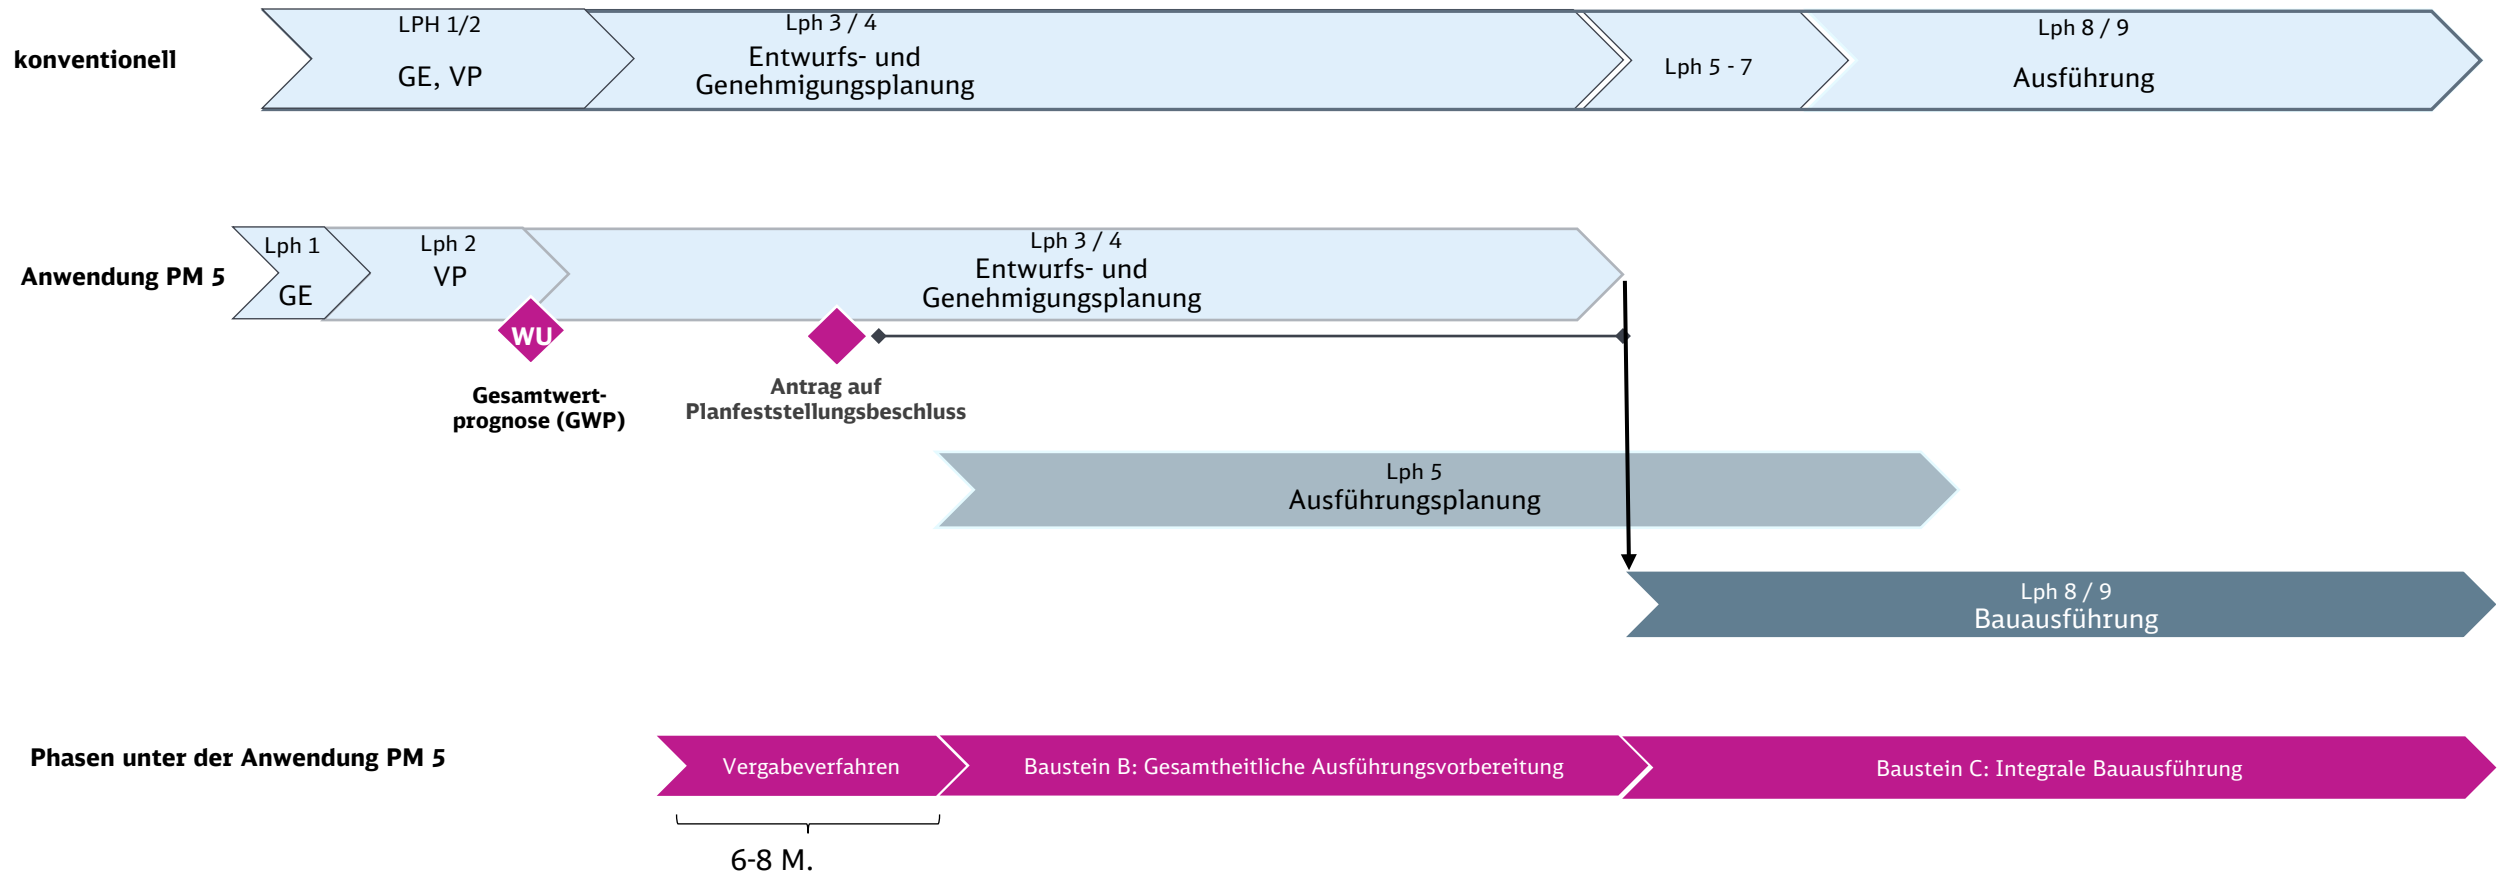 konventionell
LPH 1/2
GE, VP
Lph 3 / 4
Entwurfs- und
Genehmigungsplanung
Lph 5 - 7
Lph 8 / 9
Ausführung
Anwendung PM 5
Lph 1
GE
Lph 2
VP
Lph 3 / 4
Entwurfs- und
Genehmigungsplanung
WU
Gesamtwert-
prognose (GWP)
Antrag auf
Planfeststellungsbeschluss
Lph 5
Ausführungsplanung
Lph 8 / 9
Bauausführung
Phasen unter der Anwendung PM 5
Vergabeverfahren
Baustein B: Gesamtheitliche Ausführungsvorbereitung
Baustein C: Integrale Bauausführung
6-8 M.